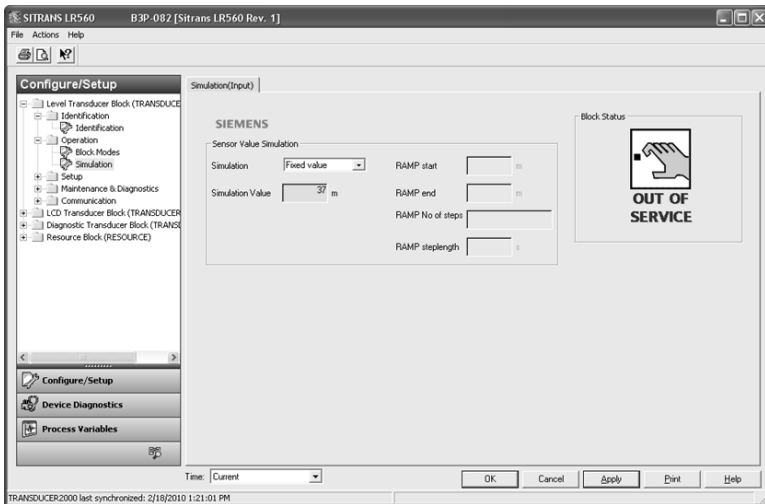 SITRANS LR560 B3P-082 [Sitrans LR560 Rev. 1]
File Actions Help
Configure/Setup
Level Transducer Block (TRANSDUCE
Identification
Identification
Operation
Block Modes
Simulation
Setup
Maintenance & Diagnostics
Communication
LCD Transducer Block (TRANSDUCER
Diagnostic Transducer Block (TRANSD
Resource Block (RESOURCE)
Configure/Setup
Device Diagnostics
Process Variables
Simulation(Input)
SIEMENS
Sensor Value Simulation
Simulation Fixed value
Simulation Value 37 m
RAMP start m
RAMP end m
RAMP No of steps
RAMP steplength s
Block Status
OUT OF
SERVICE
Time: Current
OK Cancel Apply Print Help
TRANSDUCER2000 last synchronized: 2/18/2010 1:21:01 PM